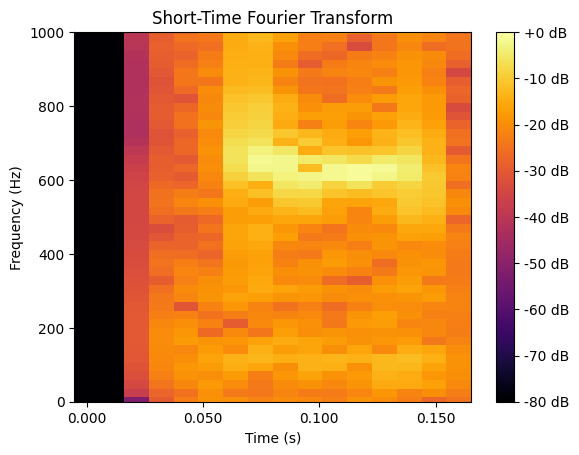 Short-Time Fourier Transform
1000
800
600
400
200
0
Frequency (Hz)
0.000
0.050
0.100
0.150
Time (s)
+0 dB
-10 dB
-20 dB
-30 dB
-40 dB
-50 dB
-60 dB
-70 dB
-80 dB